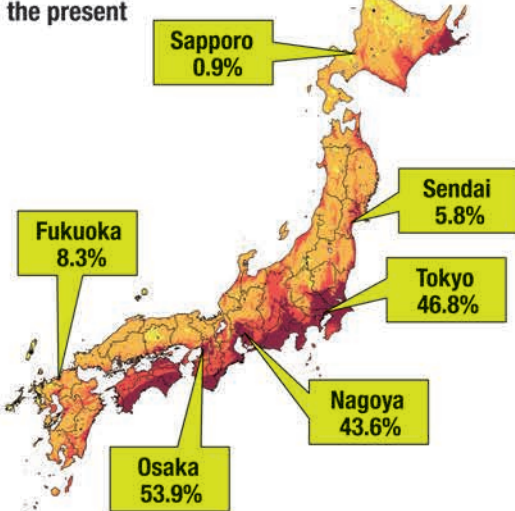 the present
Sapporo
0.9%
Sendai
5.8%
Fukuoka
8.3%
Tokyo
46.8%
Nagoya
43.6%
Osaka
53.9%